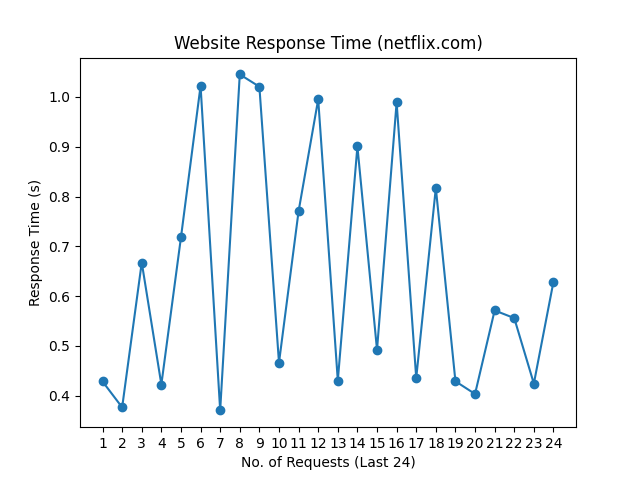 Website Response Time (netflix.com)
1.0
0.9
0.8
0.7
0.6
0.5
0.4
Response Time (s)
1 2 3 4 5 6 7 8 9 10 11 12 13 14 15 16 17 18 19 20 21 22 23 24
No. of Requests (Last 24)